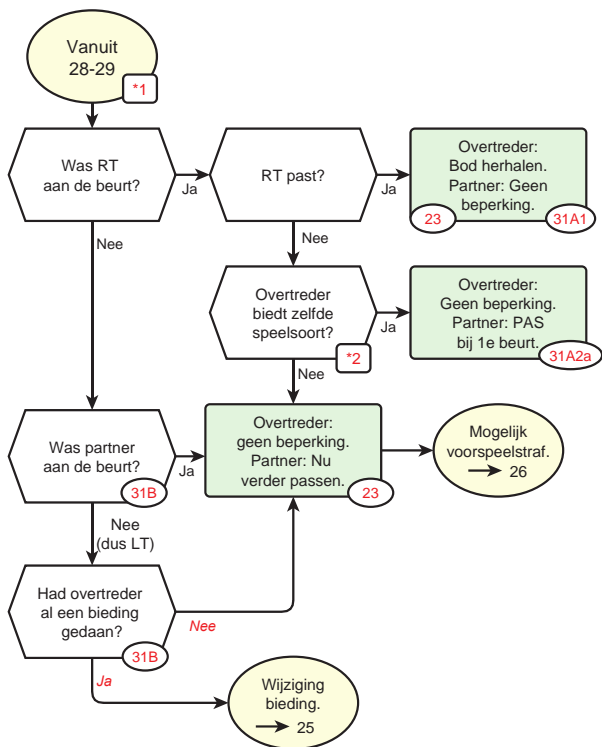 Vanuit
28-29
*1
Was RT
aan de beurt?
Ja
RT past?
Ja
Overtreder:
Bod herhalen.
Partner: Geen
beperking.
23
31A1
Nee
Nee
Overtreder
biedt zelfde
speelsoort?
*2
Ja
Overtreder:
Geen beperking.
Partner: PAS
bij 1e beurt.
31A2a
Nee
Was partner
aan de beurt?
31B
Ja
Overtreder:
geen beperking.
Partner: Nu
verder passen.
23
Mogelijk
voorspeelstraf.
26
Nee
(dus LT)
Had overtreder
al een bieding
gedaan?
31B
Nee
Ja
Wijziging
bieding.
25